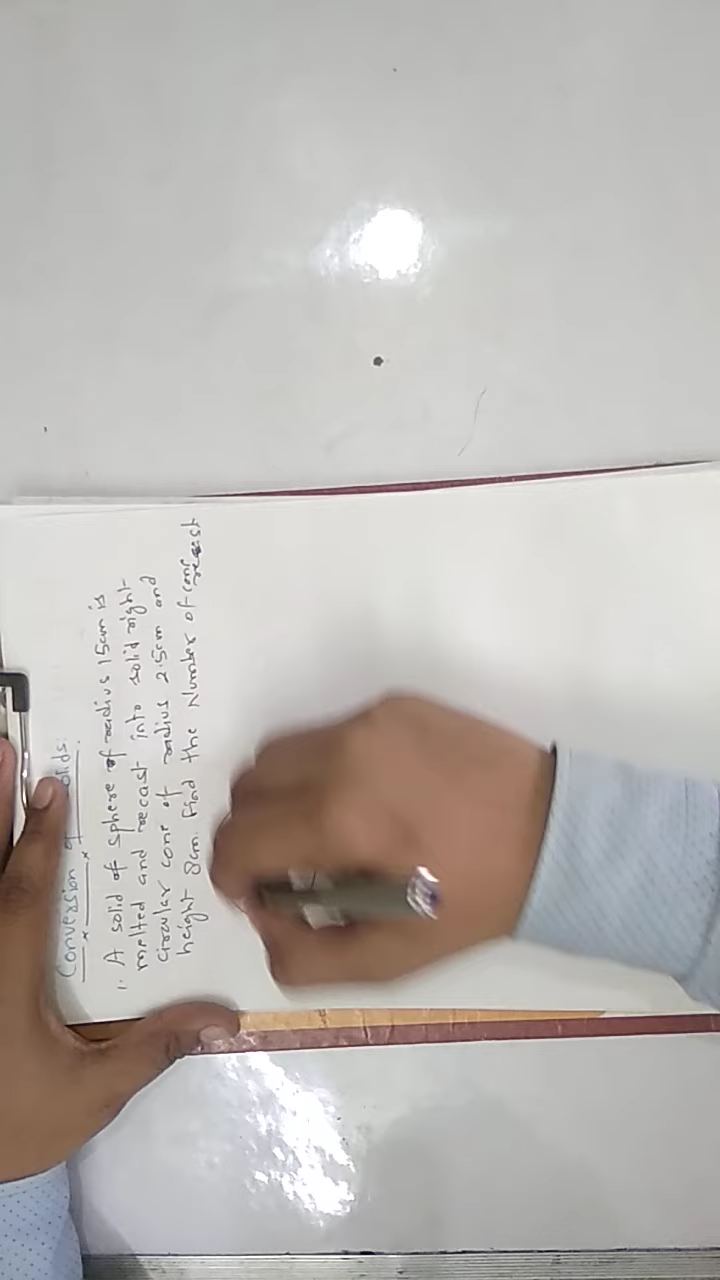 Conversion of solids:
1. A solid of sphere of radius 15cm is
melted and recast into solid right
circular cone of radius 2.5cm and
height 8cm. Find the Number of cone
recast